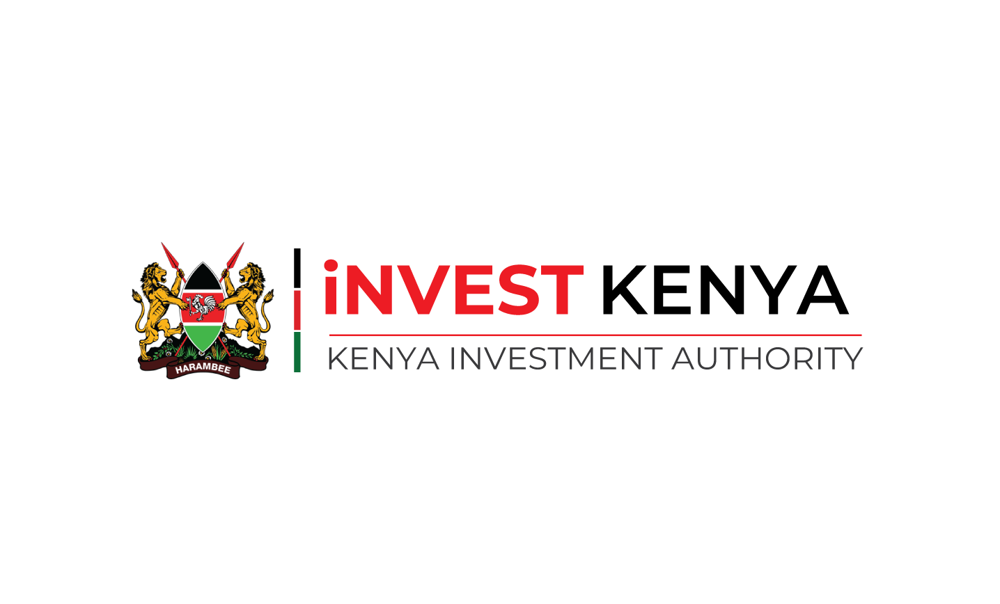 iNVEST KENYA
KENYA INVESTMENT AUTHORITY
HARAMBEE